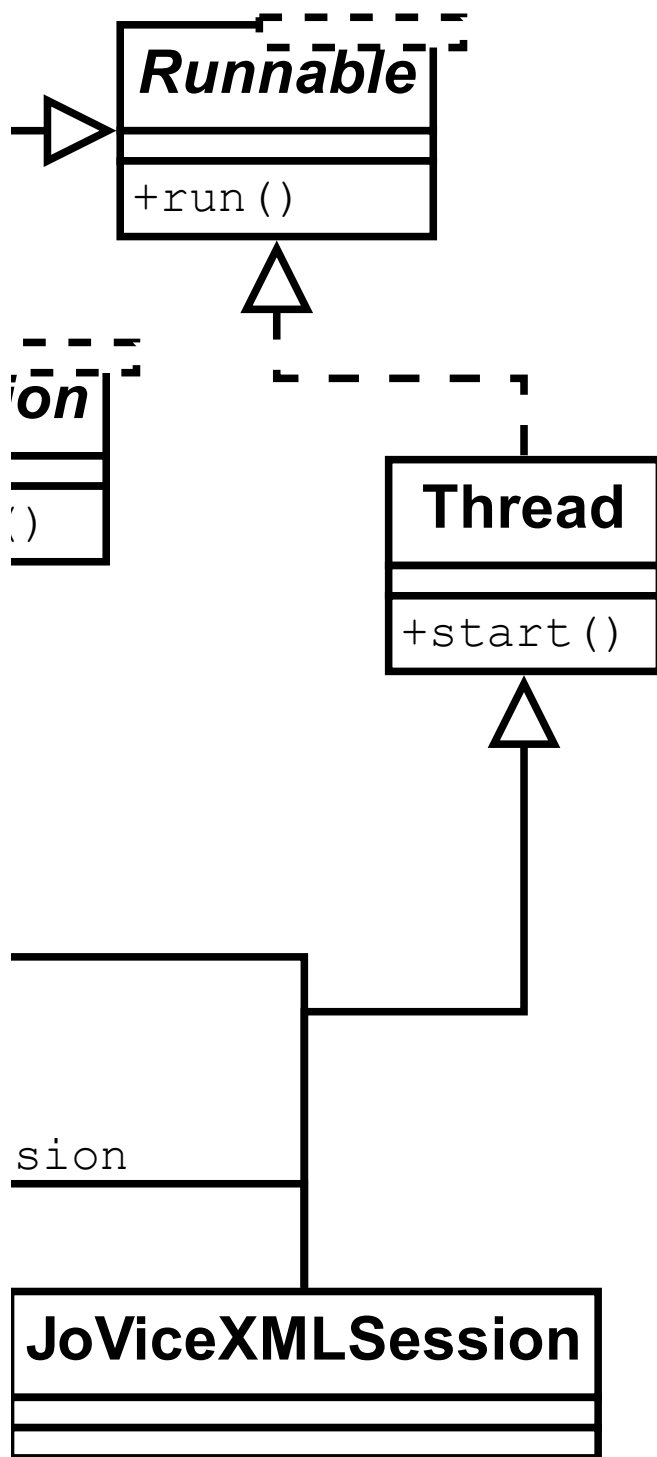 Runnable
+run()
ion
()
Thread
+start()
sion
JoViceXMLSession